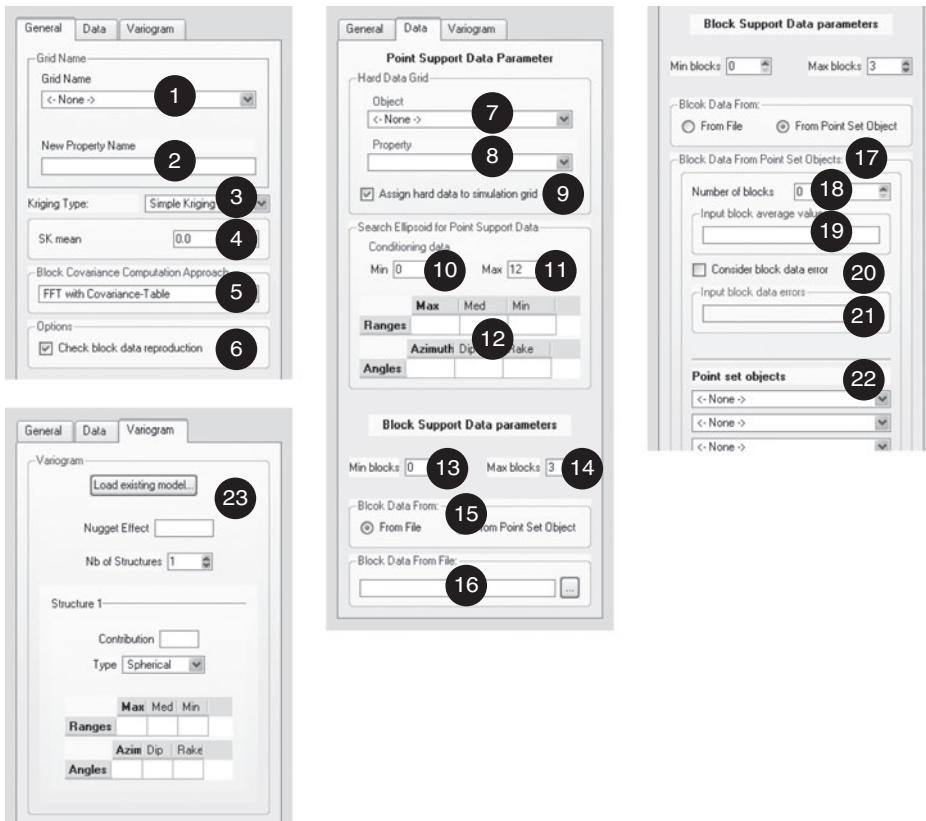 General Data Variogram
Grid Name
Grid Name
<- None -> 1
New Property Name
2
Kriging Type: Simple Kriging 3
SK mean 0.0 4
Block Covariance Computation Approach
FFT with Covariance-Table 5
Options
Check block data reproduction 6
General Data Variogram
Variogram
Load existing model...
23
Nugget Effect
Nb of Structures 1
Structure 1
Contribution
Type Spherical
Max Med Min
Ranges
Azim Dip Rake
Angles
General Data Variogram
Point Support Data Parameter
Hard Data Grid
Object
<- None -> 7
Property
8
Assign hard data to simulation grid 9
Search Ellipsoid for Point Support Data
Conditioning data
Min 0 10 Max 12 11
Max Med Min
Ranges
12
Azimuth Dip Rake
Angles
Block Support Data parameters
Min blocks 0 13 Max blocks 3 14
Blcok Data From: 15
From File From Point Set Object
Block Data From File:
16 ...
Block Support Data parameters
Min blocks 0 Max blocks 3
Blcok Data From:
From File From Point Set Object
Block Data From Point Set Objects: 17
Number of blocks 0 18
Input block average value
19
Consider block data error 20
Input block data errors
21
Point set objects 22
<- None ->
<- None ->
<- None ->